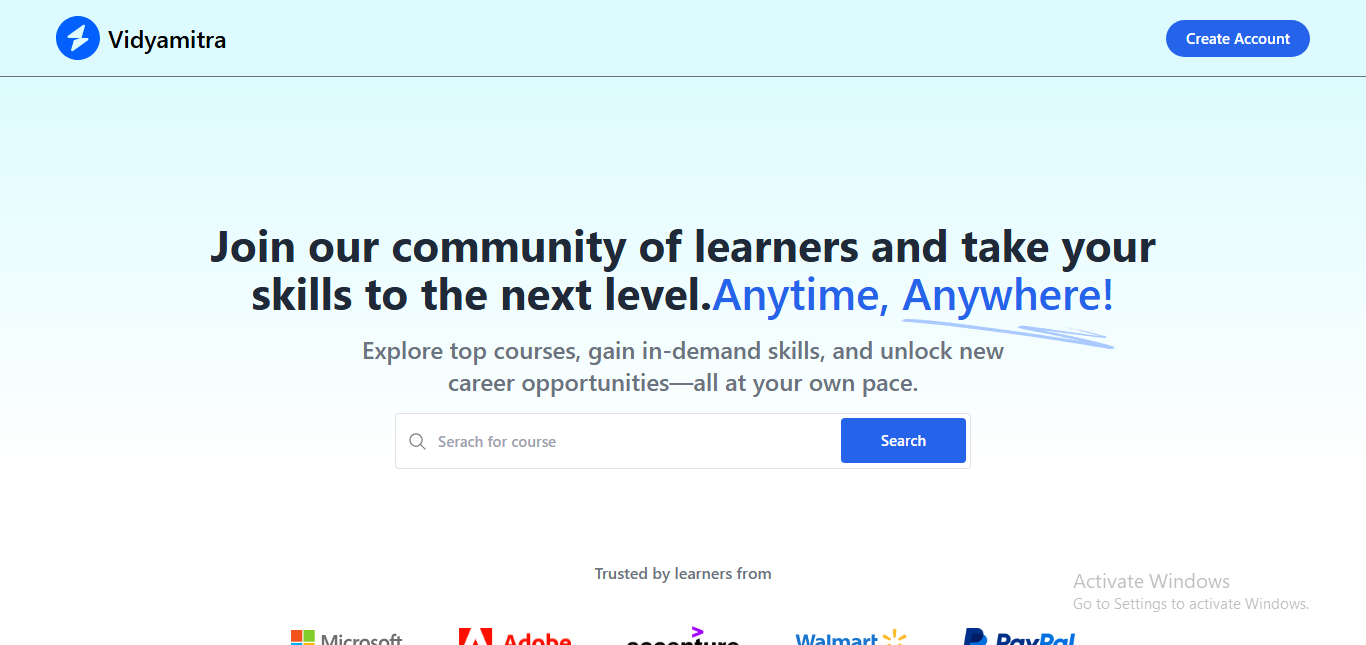 Vidyamitra
Create Account
Join our community of learners and take your
skills to the next level.Anytime, Anywhere!
Explore top courses, gain in-demand skills, and unlock new
career opportunities—all at your own pace.
Serach for course
Search
Trusted by learners from
Activate Windows
Go to Settings to activate Windows.
Microsoft
Adobe
accenture
Walmart
PayPal